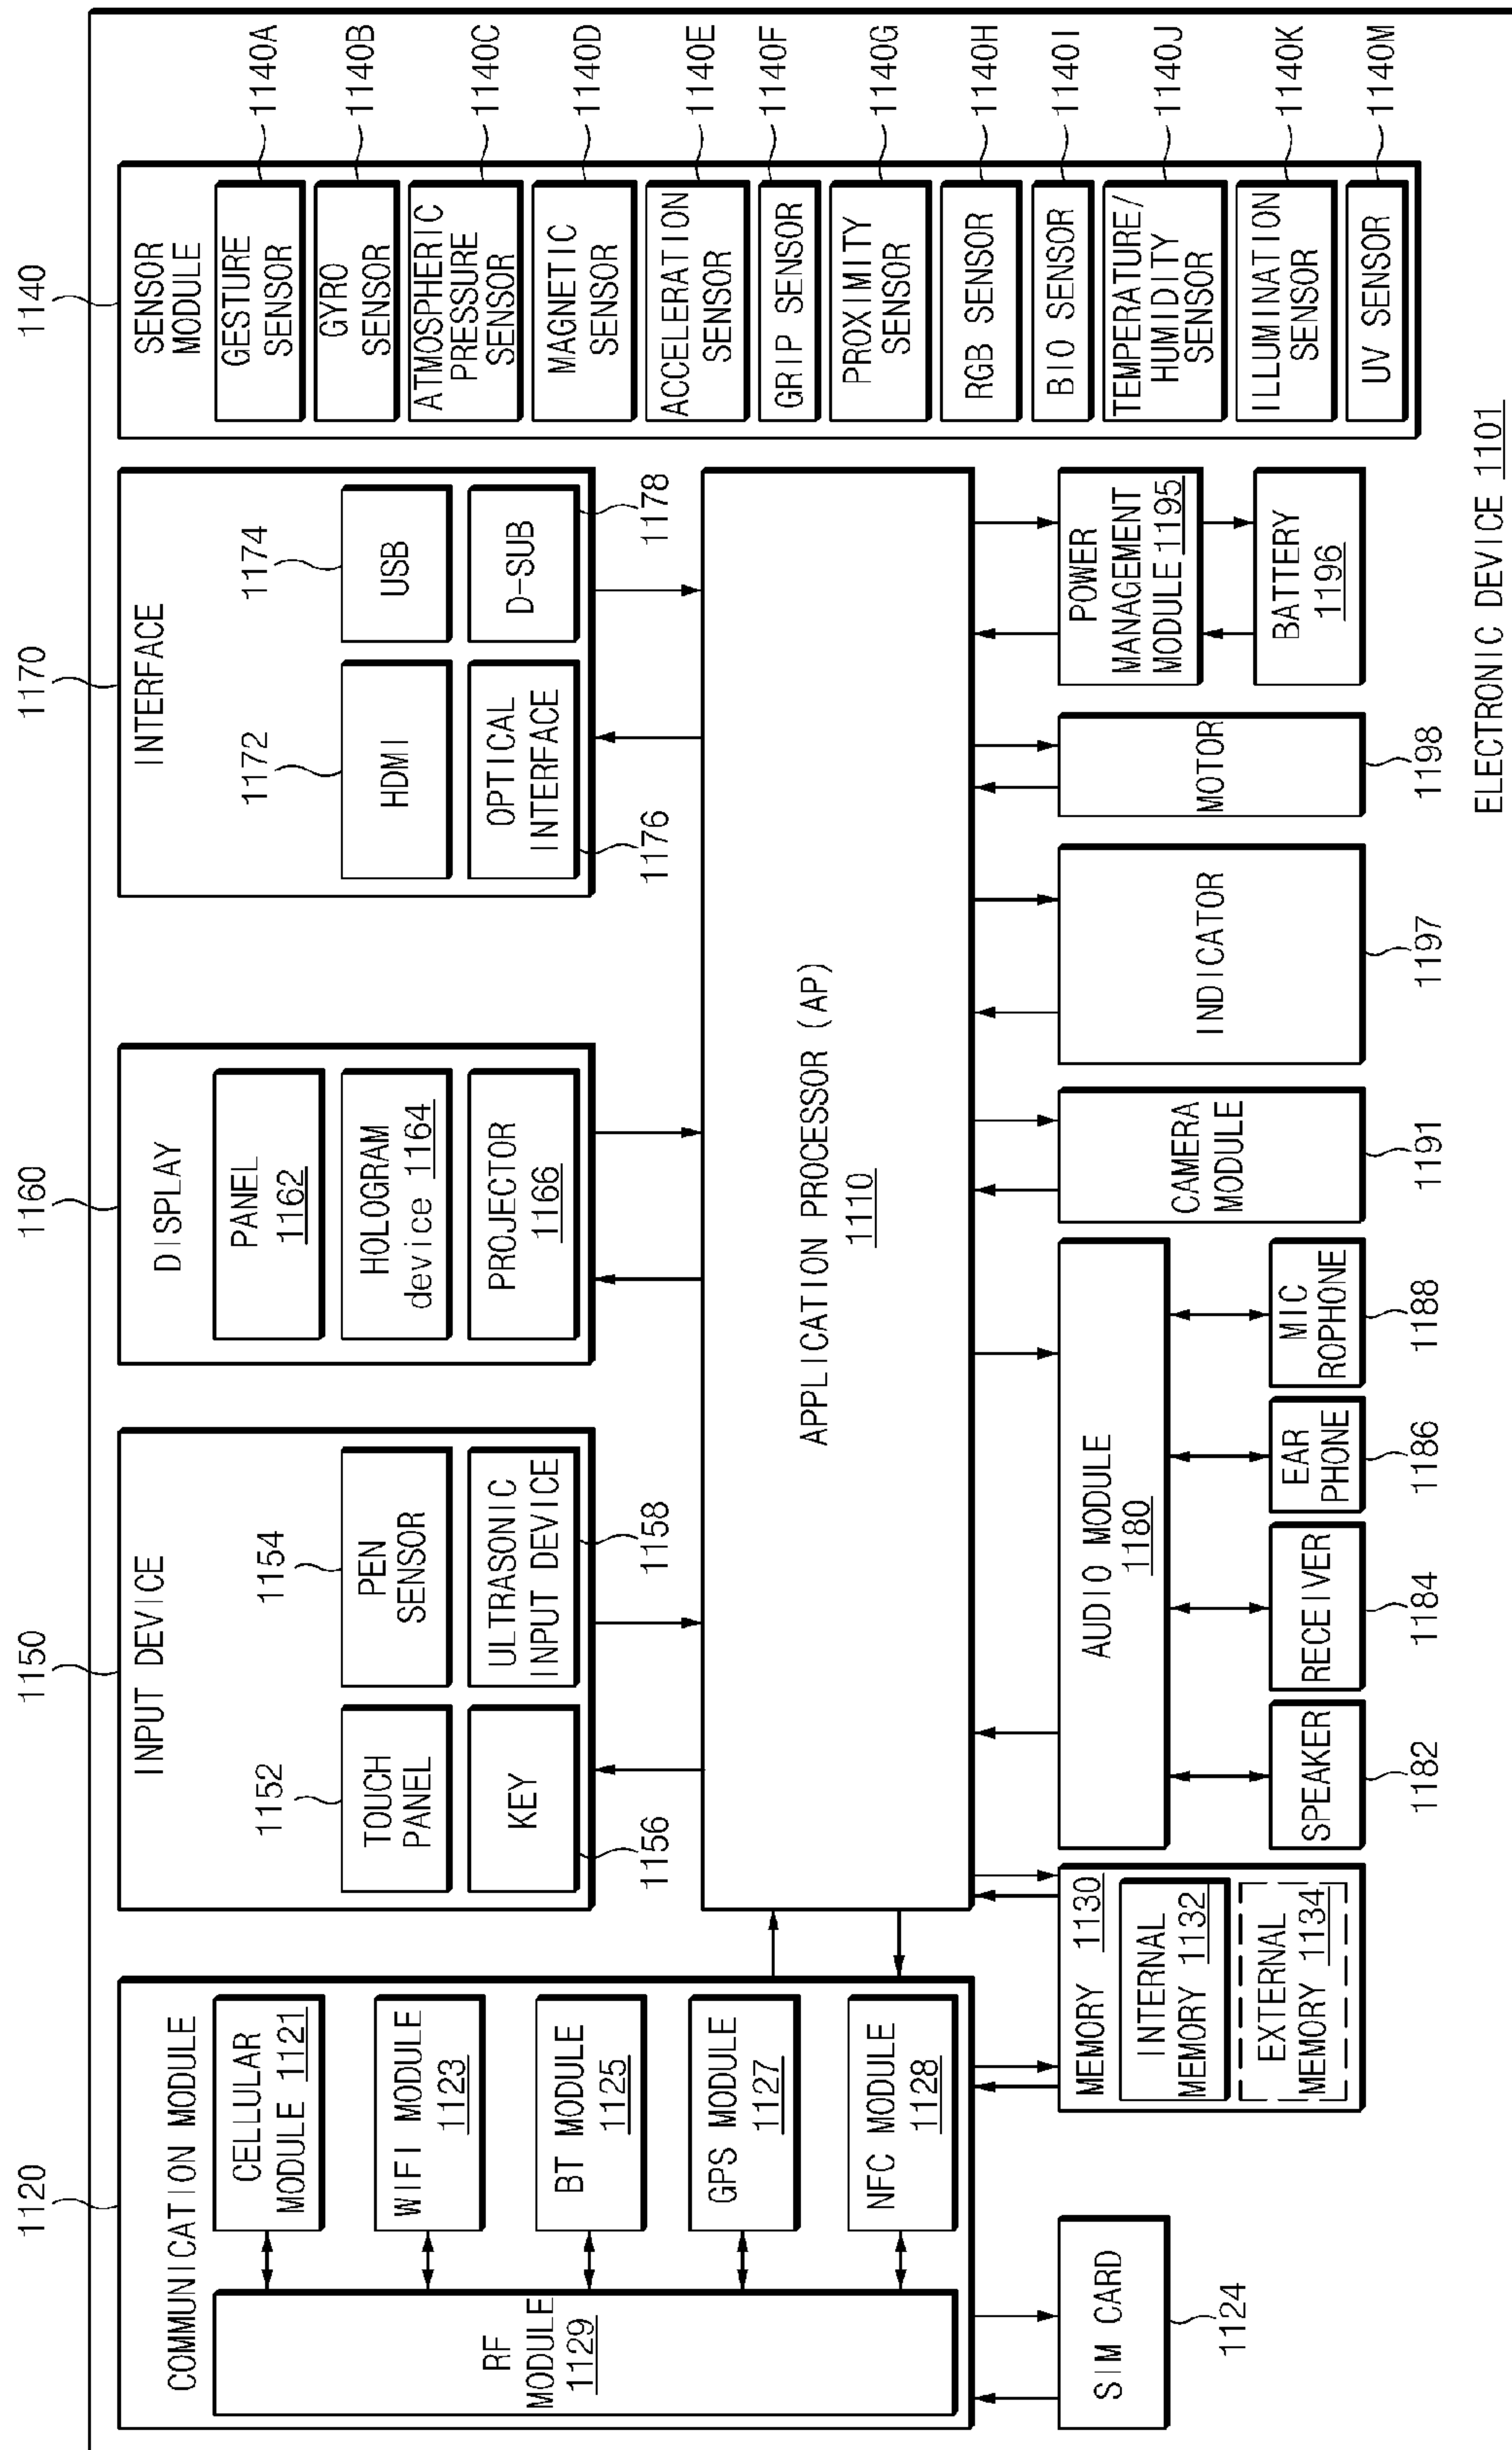 1120
COMMUNICATION MODULE
CELLULAR
MODULE 1121
WIFI MODULE
1123
BT MODULE
1125
GPS MODULE
1127
NFC MODULE
1128
RF
MODULE
1129
SIM CARD
1124
1150
INPUT DEVICE
1152
TOUCH
PANEL
1154
PEN
SENSOR
KEY
1156
ULTRASONIC
INPUT DEVICE
1158
1160
DISPLAY
PANEL
1162
HOLOGRAM
device 1164
PROJECTOR
1166
1170
INTERFACE
1172
HDMI
1174
USB
OPTICAL
INTERFACE
1176
D-SUB
1178
1140
SENSOR
MODULE
GESTURE
SENSOR
1140A
GYRO
SENSOR
1140B
ATMOSPHERIC
PRESSURE
SENSOR
1140C
MAGNETIC
SENSOR
1140D
ACCELERATION
SENSOR
1140E
GRIP SENSOR
1140F
PROXIMITY
SENSOR
1140G
RGB SENSOR
1140H
BIO SENSOR
1140I
TEMPERATURE/
HUMIDITY
SENSOR
1140J
ILLUMINATION
SENSOR
1140K
UV SENSOR
1140M
APPLICATION PROCESSOR (AP)
1110
MEMORY 1130
INTERNAL
MEMORY 1132
EXTERNAL
MEMORY 1134
AUDIO MODULE
1180
SPEAKER
1182
RECEIVER
1184
EAR
PHONE
1186
MIC
ROPHONE
1188
CAMERA
MODULE
1191
INDICATOR
1197
MOTOR
1198
POWER
MANAGEMENT
MODULE 1195
BATTERY
1196
ELECTRONIC DEVICE 1101